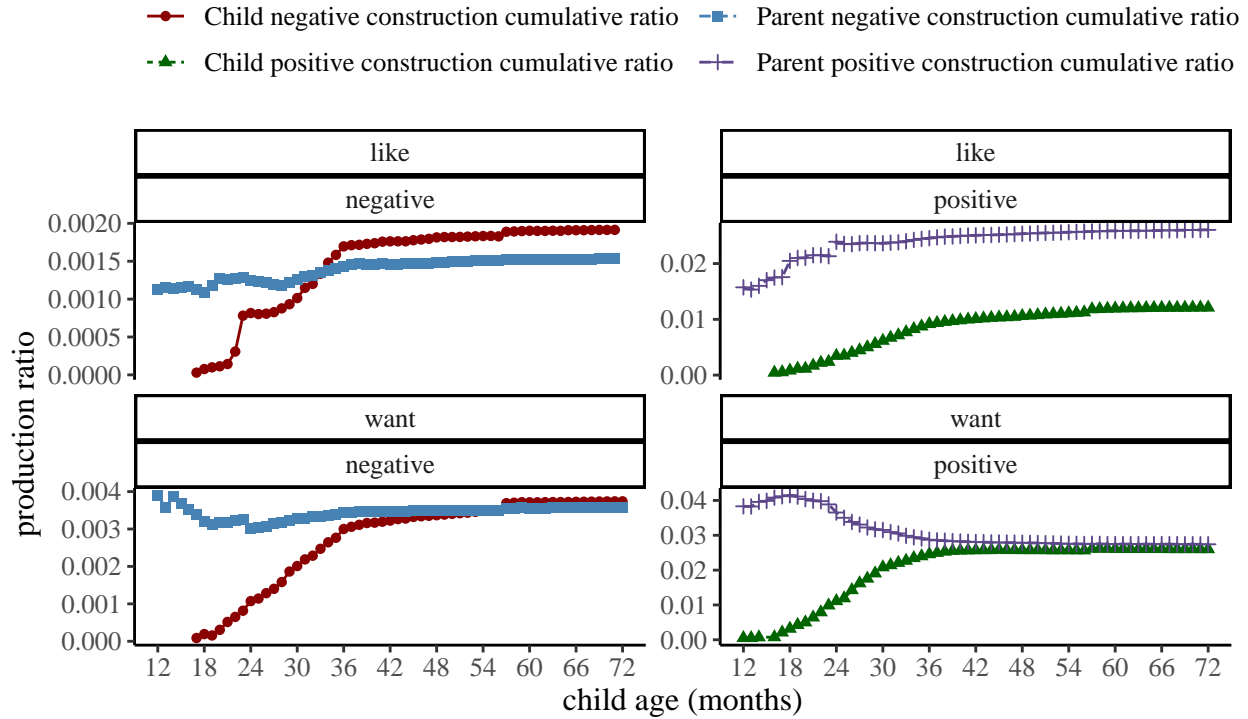 Child negative construction cumulative ratio
Parent negative construction cumulative ratio
Child positive construction cumulative ratio
Parent positive construction cumulative ratio
like
like
negative
positive
0.0020
0.0015
0.0010
0.0005
0.0000
0.02
0.01
0.00
want
want
negative
positive
0.004
0.003
0.002
0.001
0.000
0.04
0.03
0.02
0.01
0.00
12 18 24 30 36 42 48 54 60 66 72
12 18 24 30 36 42 48 54 60 66 72
production ratio
child age (months)